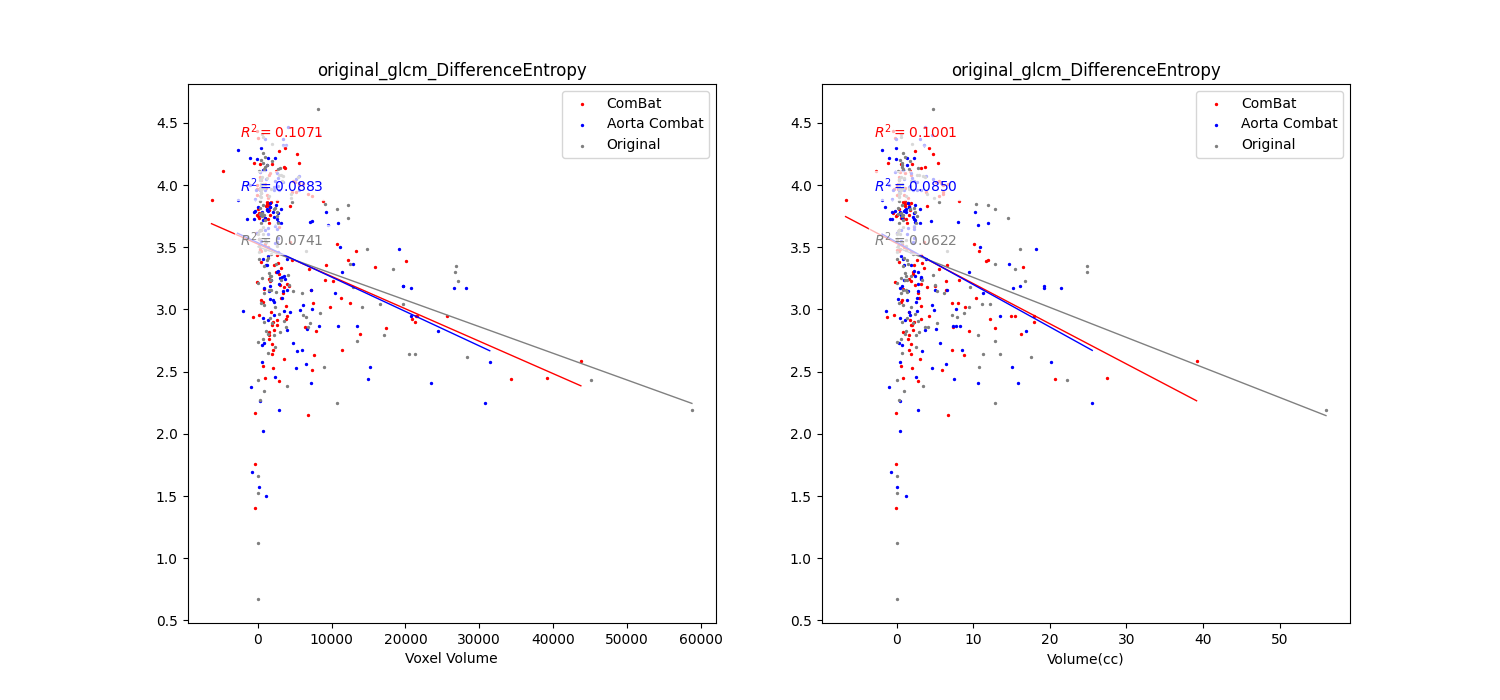 original_glcm_DifferenceEntropy
ComBat
Aorta Combat
Original
R² = 0.1071
R² = 0.0883
R² = 0.0741
4.5
4.0
3.5
3.0
2.5
2.0
1.5
1.0
0.5
0 10000 20000 30000 40000 50000 60000
Voxel Volume
original_glcm_DifferenceEntropy
ComBat
Aorta Combat
Original
R² = 0.1001
R² = 0.0850
R² = 0.0622
4.5
4.0
3.5
3.0
2.5
2.0
1.5
1.0
0.5
0 10 20 30 40 50
Volume(cc)